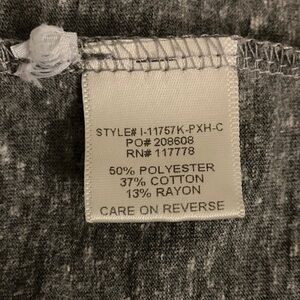 STYLE# I-11757K-PXH-C
PO# 208608
RN# 117778
50% POLYESTER
37% COTTON
13% RAYON
CARE ON REVERSE